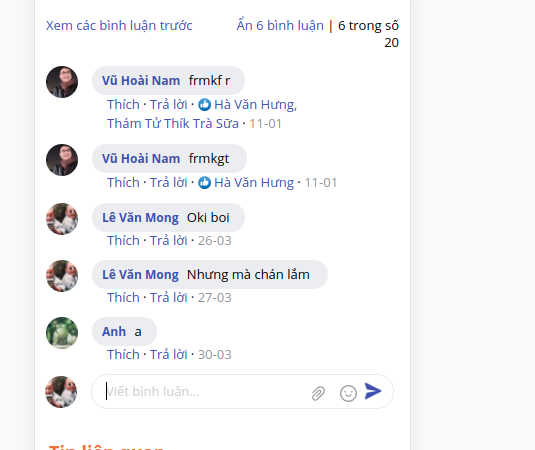 Xem các bình luận trước Ẩn 6 bình luận | 6 trong số
20
Vũ Hoài Nam frmkf r
Thích · Trả lời · Hà Văn Hưng,
Thám Tử Thík Trà Sữa · 11-01
Vũ Hoài Nam frmkgt
Thích · Trả lời · Hà Văn Hưng · 11-01
Lê Văn Mong Oki boi
Thích · Trả lời · 26-03
Lê Văn Mong Nhưng mà chán lắm
Thích · Trả lời · 27-03
Anh a
Thích · Trả lời · 30-03
Viết bình luận...
Tin liên quan